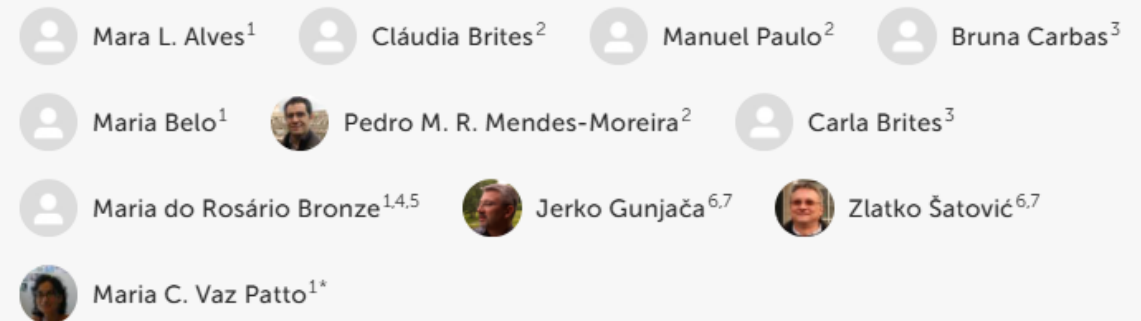 Mara L. Alves1 Cláudia Brites2 Manuel Paulo2 Bruna Carbas3
Maria Belo1 Pedro M. R. Mendes-Moreira2 Carla Brites3
Maria do Rosário Bronze1,4,5 Jerko Gunjača6,7 Zlatko Šatović6,7
Maria C. Vaz Patto1*